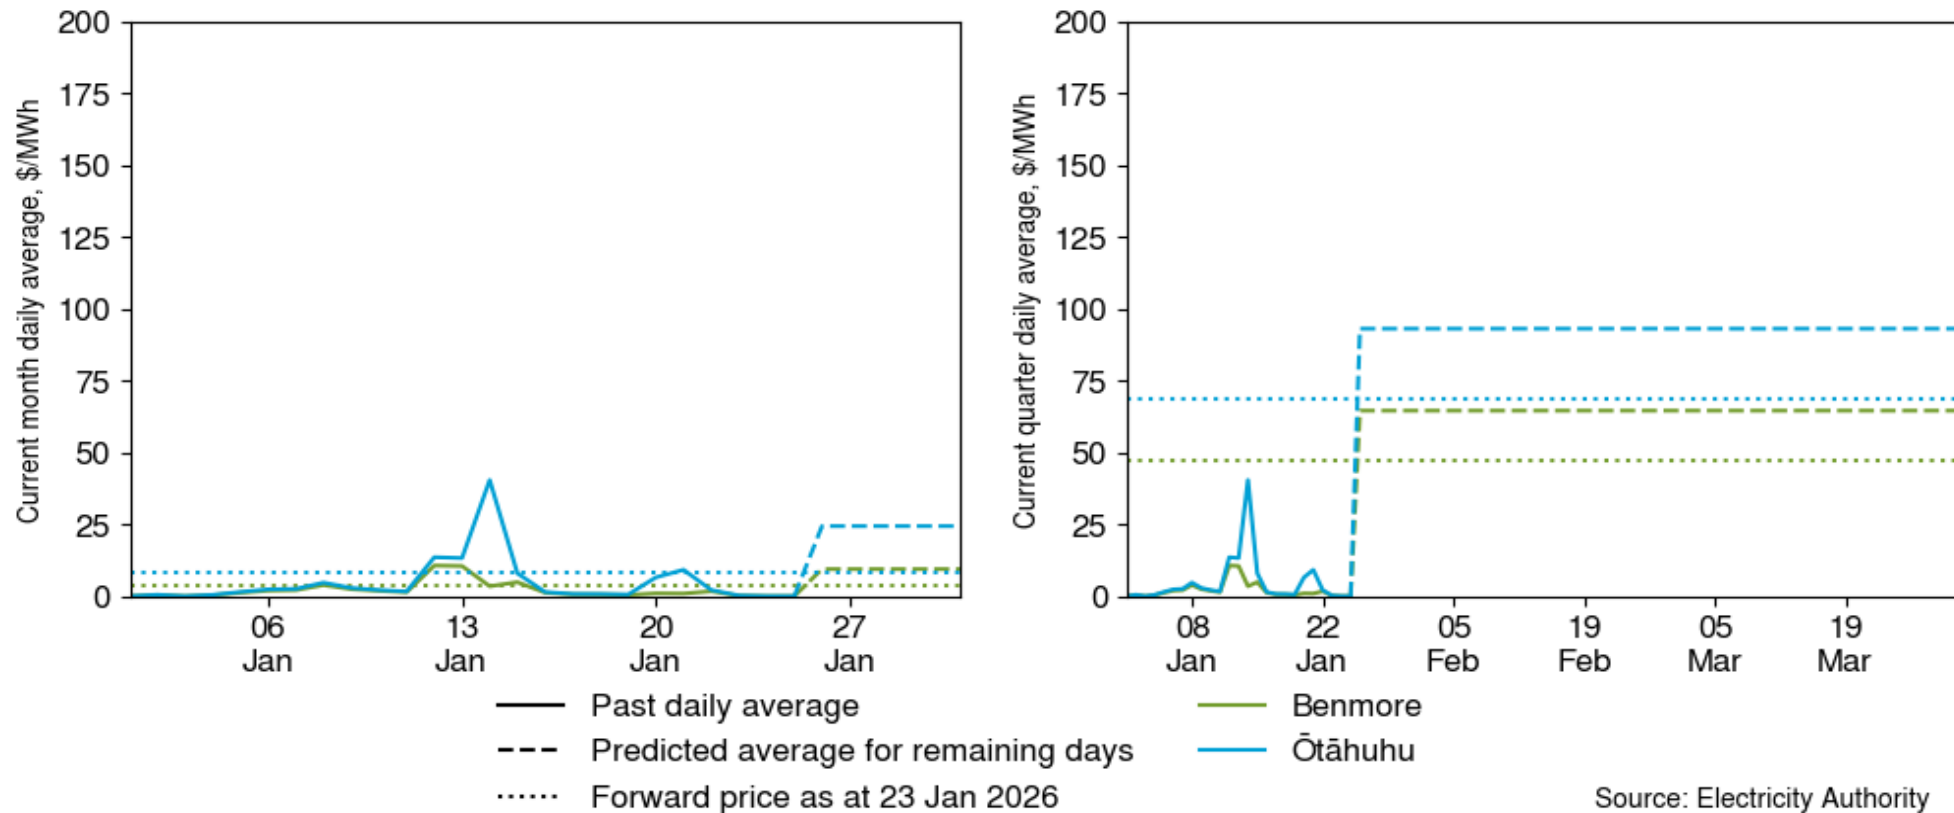 Current month daily average, $/MWh
200
175
150
125
100
75
50
25
0
06
Jan
13
Jan
20
Jan
27
Jan
Current quarter daily average, $/MWh
200
175
150
125
100
75
50
25
0
08
Jan
22
Jan
05
Feb
19
Feb
05
Mar
19
Mar
Past daily average
Predicted average for remaining days
Forward price as at 23 Jan 2026
Benmore
Ōtāhuhu
Source: Electricity Authority